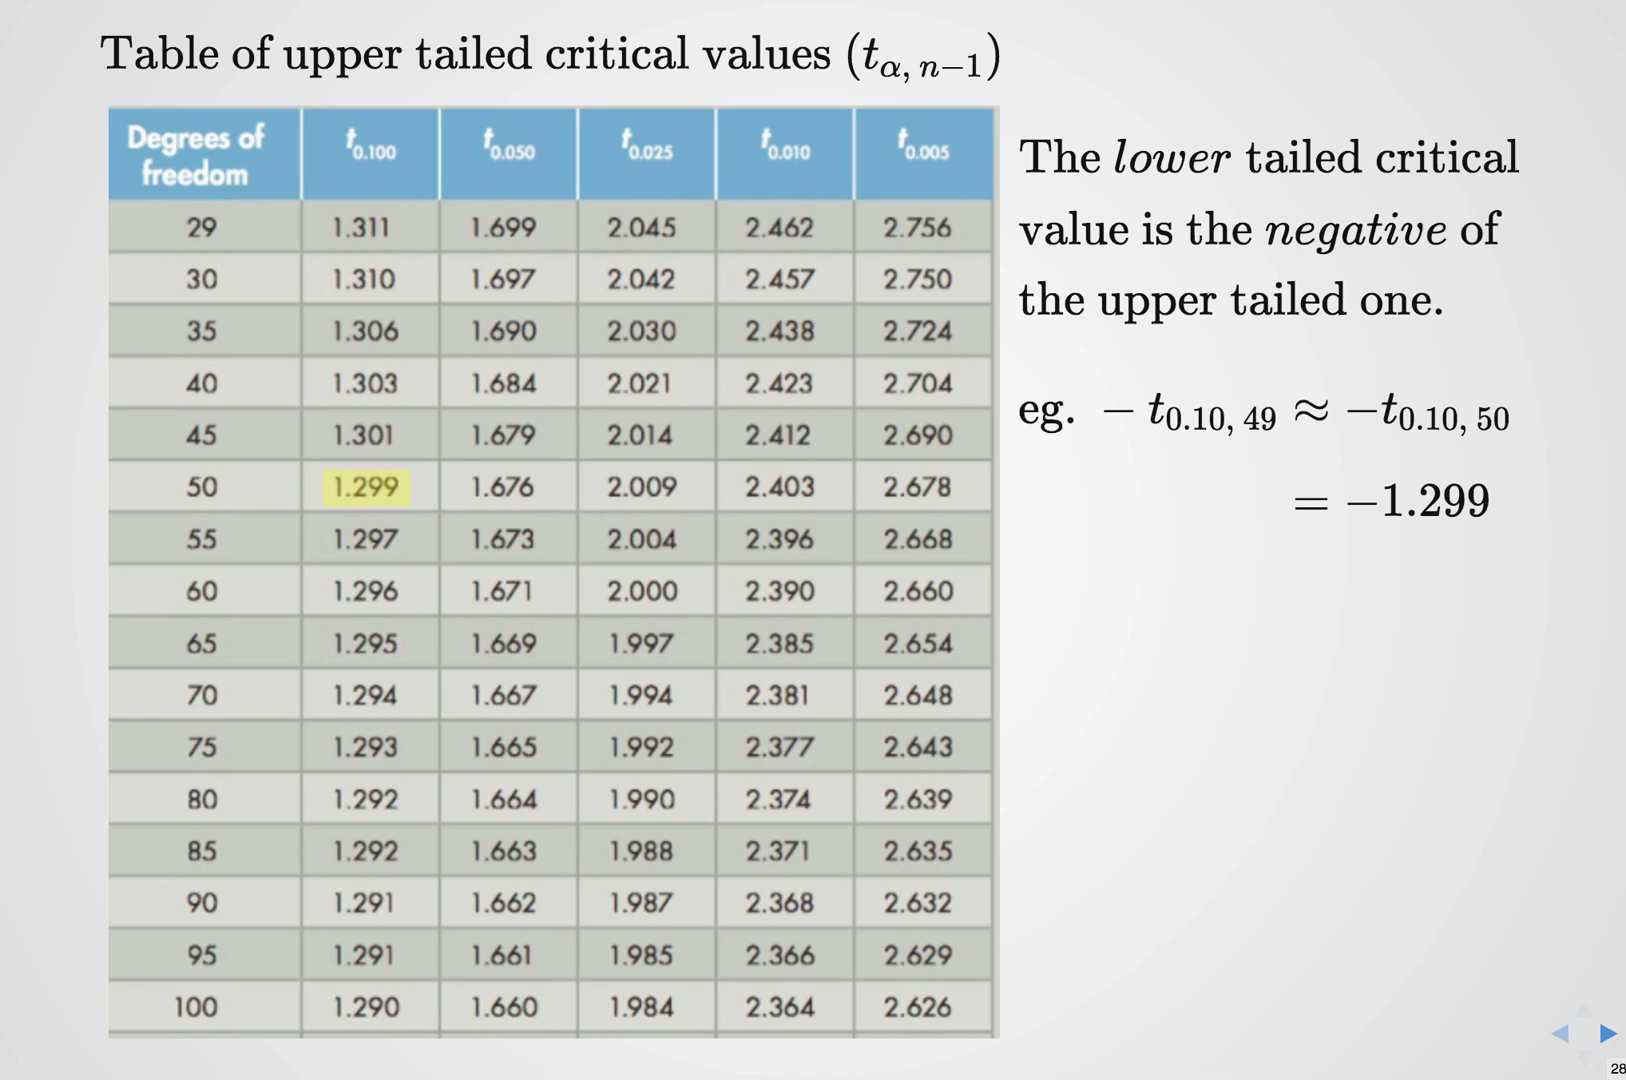 Table of upper tailed critical values (tα, n−1)
Degrees of freedom t0.100 t0.050 t0.025 t0.010 t0.005
29 1.311 1.699 2.045 2.462 2.756
30 1.310 1.697 2.042 2.457 2.750
35 1.306 1.690 2.030 2.438 2.724
40 1.303 1.684 2.021 2.423 2.704
45 1.301 1.679 2.014 2.412 2.690
50 1.299 1.676 2.009 2.403 2.678
55 1.297 1.673 2.004 2.396 2.668
60 1.296 1.671 2.000 2.390 2.660
65 1.295 1.669 1.997 2.385 2.654
70 1.294 1.667 1.994 2.381 2.648
75 1.293 1.665 1.992 2.377 2.643
80 1.292 1.664 1.990 2.374 2.639
85 1.292 1.663 1.988 2.371 2.635
90 1.291 1.662 1.987 2.368 2.632
95 1.291 1.661 1.985 2.366 2.629
100 1.290 1.660 1.984 2.364 2.626
The lower tailed critical
value is the negative of
the upper tailed one.
eg. − t0.10, 49 ≈ −t0.10, 50
= −1.299
28